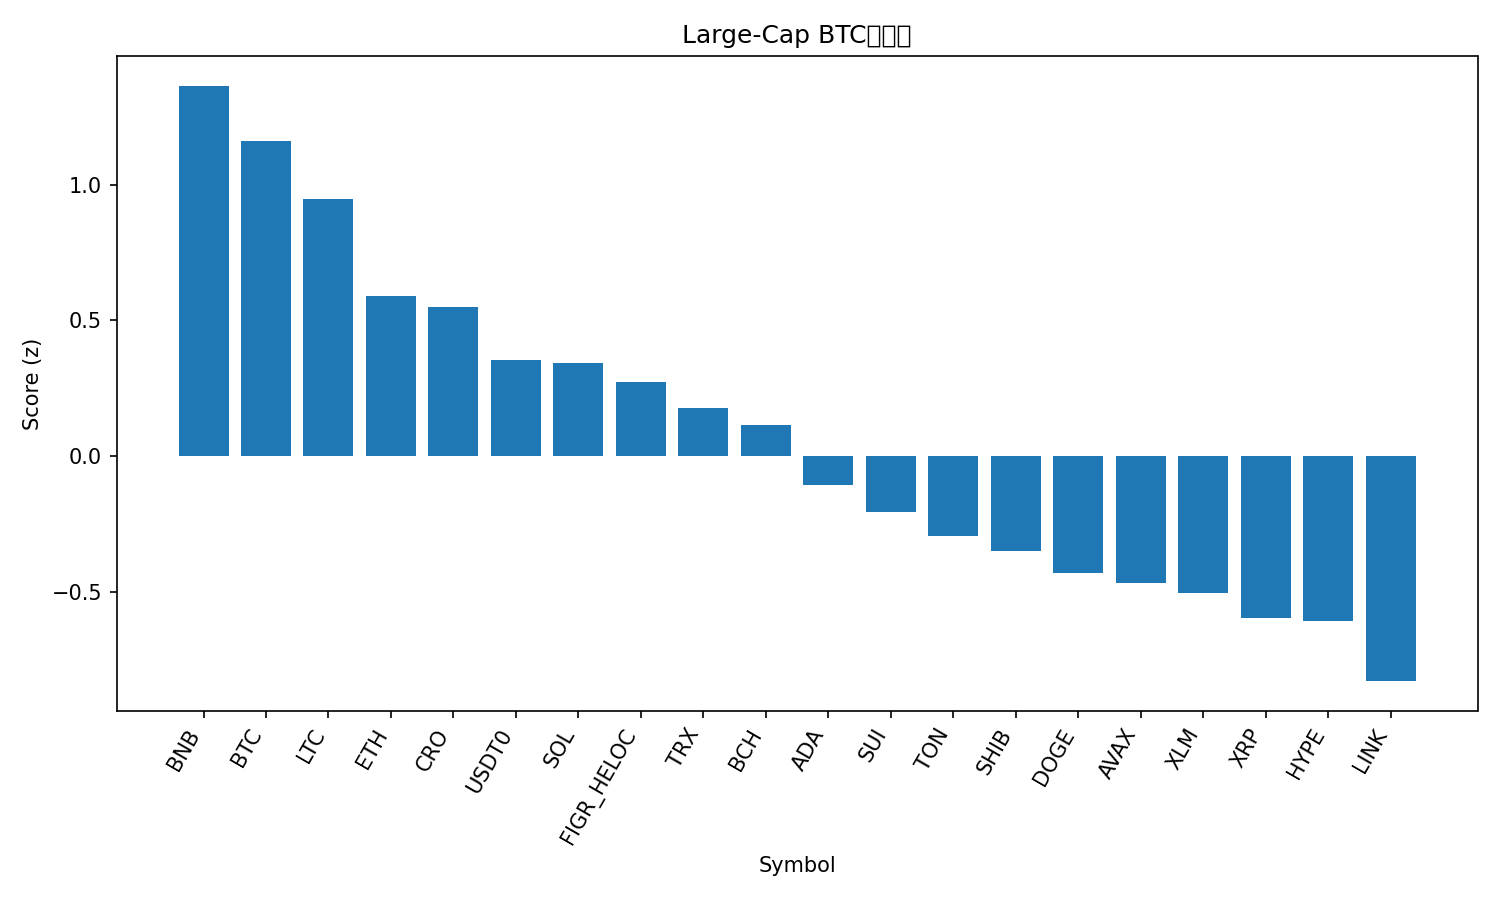 Large-Cap BTC
Score (z)
1.0
0.5
0.0
−0.5
BNB
BTC
LTC
ETH
CRO
USDT0
SOL
FIGR_HELOC
TRX
BCH
ADA
SUI
TON
SHIB
DOGE
AVAX
XLM
XRP
HYPE
LINK
Symbol